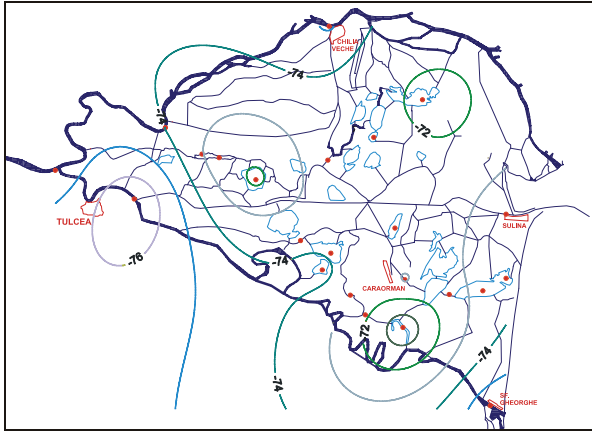 CHILIA
VECHE
-74
-74
-72
TULCEA
SULINA
-76
-74
CARAORMAN
-72
-74
-74
SF.
GHEORGHE